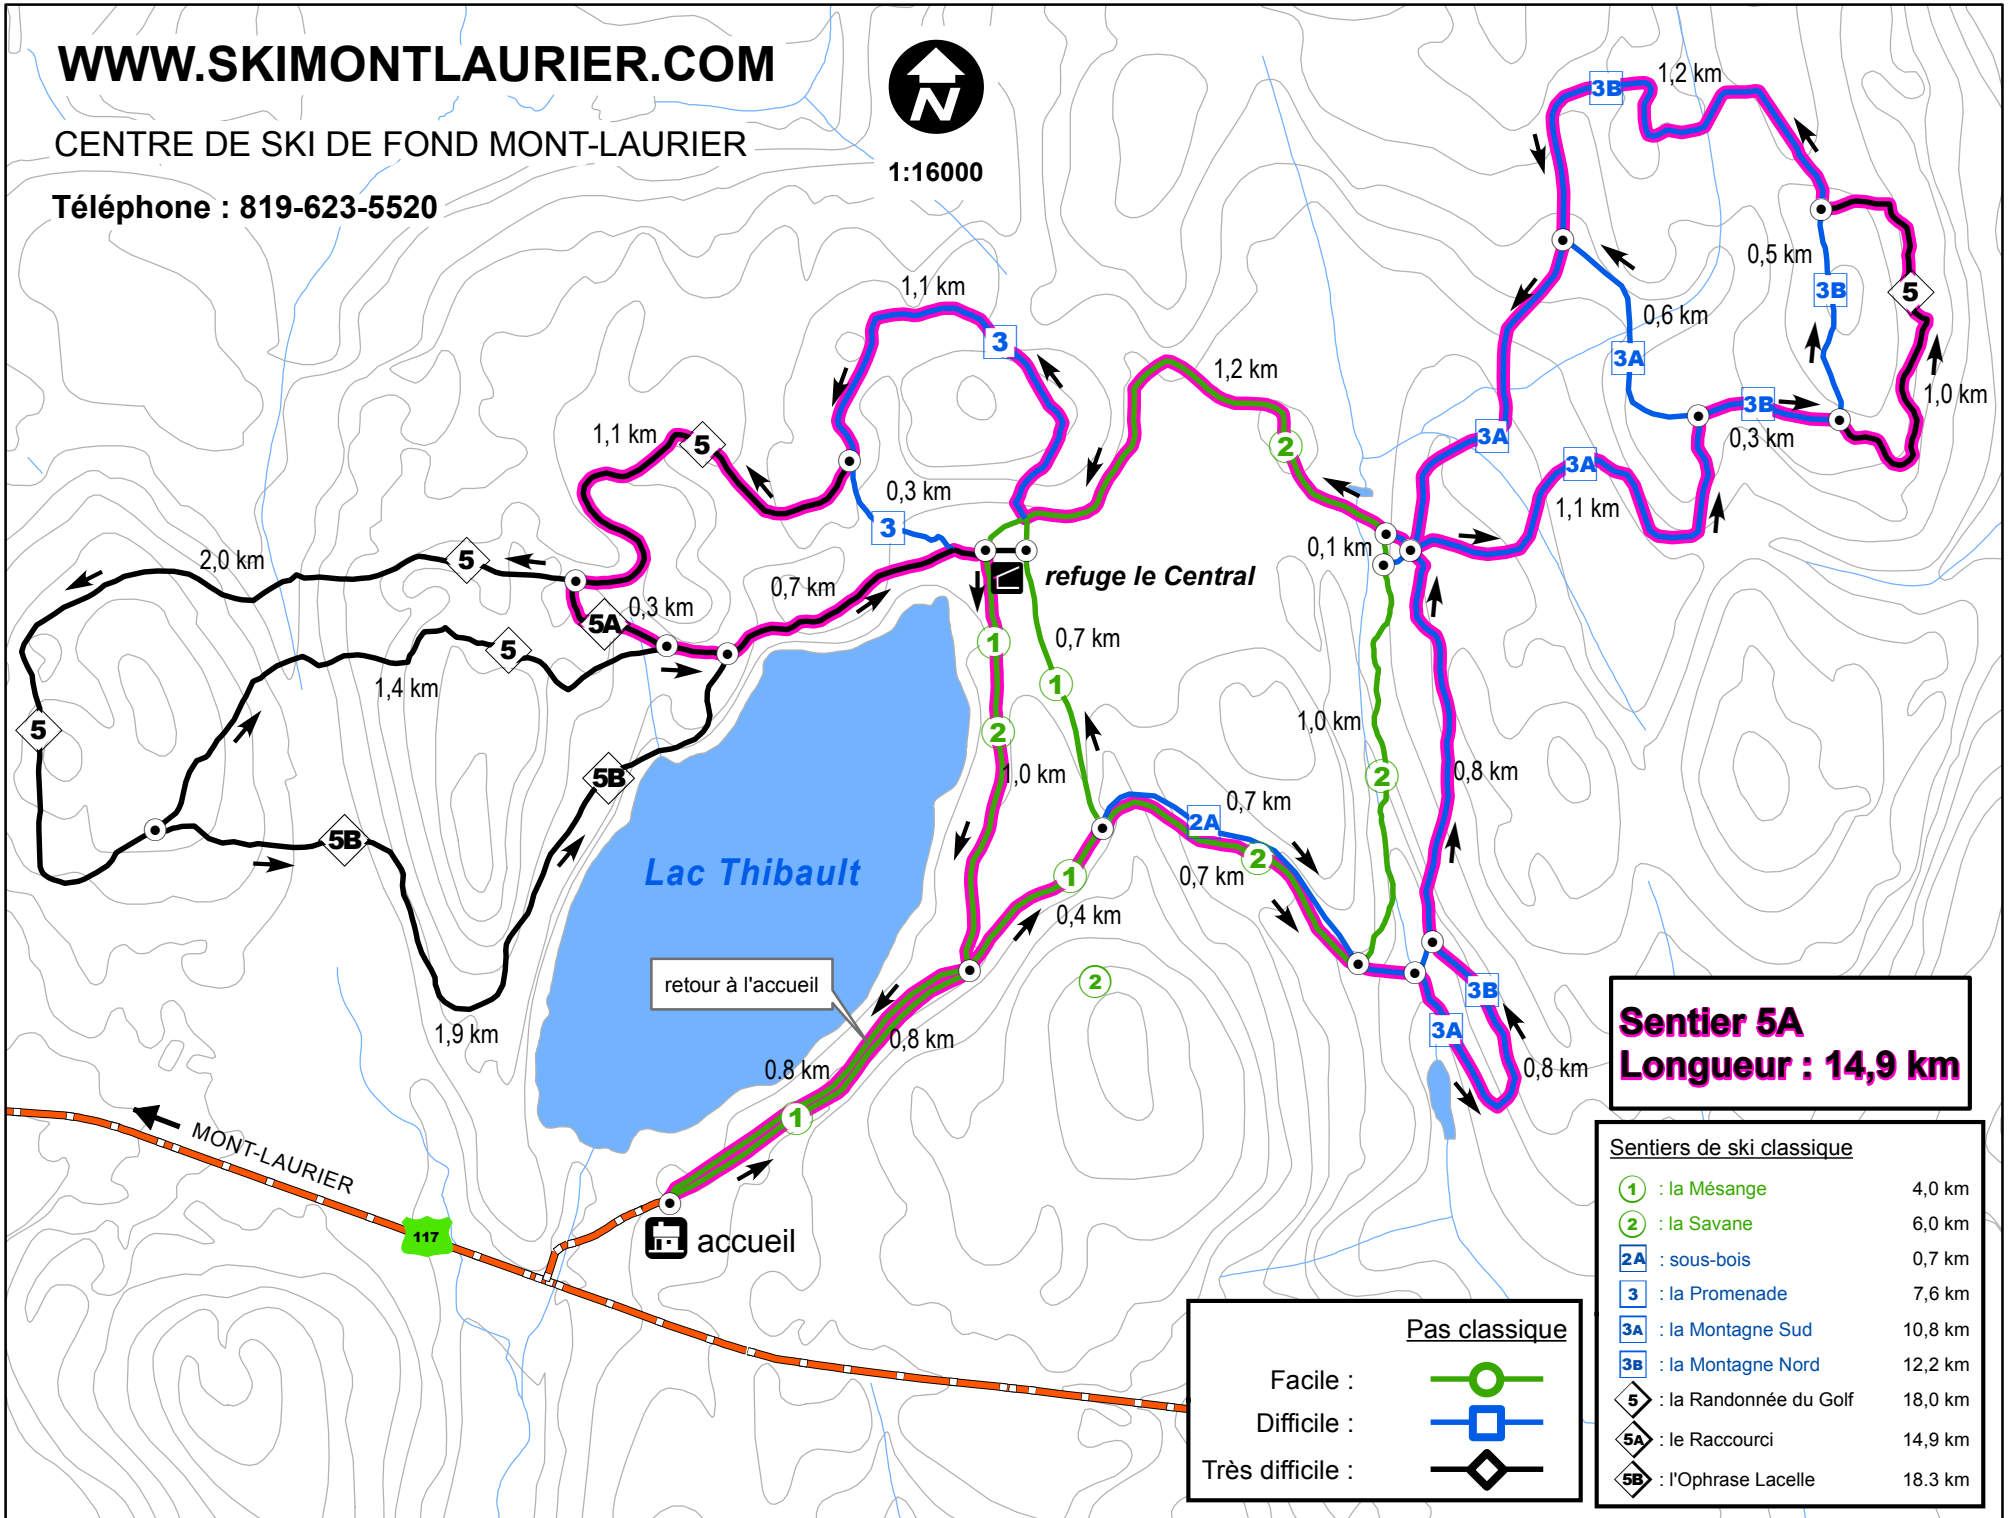 WWW.SKIMONTLAURIER.COM
CENTRE DE SKI DE FOND MONT-LAURIER
Téléphone : 819-623-5520
N
1:16000
3B
1,2 km
0,5 km
3B
5
1,0 km
0,6 km
3A
3B
0,3 km
3A
3A
1,1 km
1,1 km
3
1,2 km
2
1,1 km
5
0,3 km
3
0,1 km
2,0 km
5
0,7 km
refuge le Central
5A
0,3 km
1
0,7 km
5
1,4 km
1
5
2
1,0 km
1,0 km
2
0,8 km
5B
5B
2A
0,7 km
2
0,7 km
Lac Thibault
1
0,4 km
2
retour à l'accueil
3B
3A
0,8 km
1,9 km
0,8 km
0.8 km
1
Sentier 5A
Longueur : 14,9 km
MONT-LAURIER
117
accueil
Sentiers de ski classique
1 : la Mésange 4,0 km
2 : la Savane 6,0 km
2A : sous-bois 0,7 km
3 : la Promenade 7,6 km
3A : la Montagne Sud 10,8 km
3B : la Montagne Nord 12,2 km
5 : la Randonnée du Golf 18,0 km
5A : le Raccourci 14,9 km
5B : l'Ophrase Lacelle 18.3 km
Pas classique
Facile :
Difficile :
Très difficile :